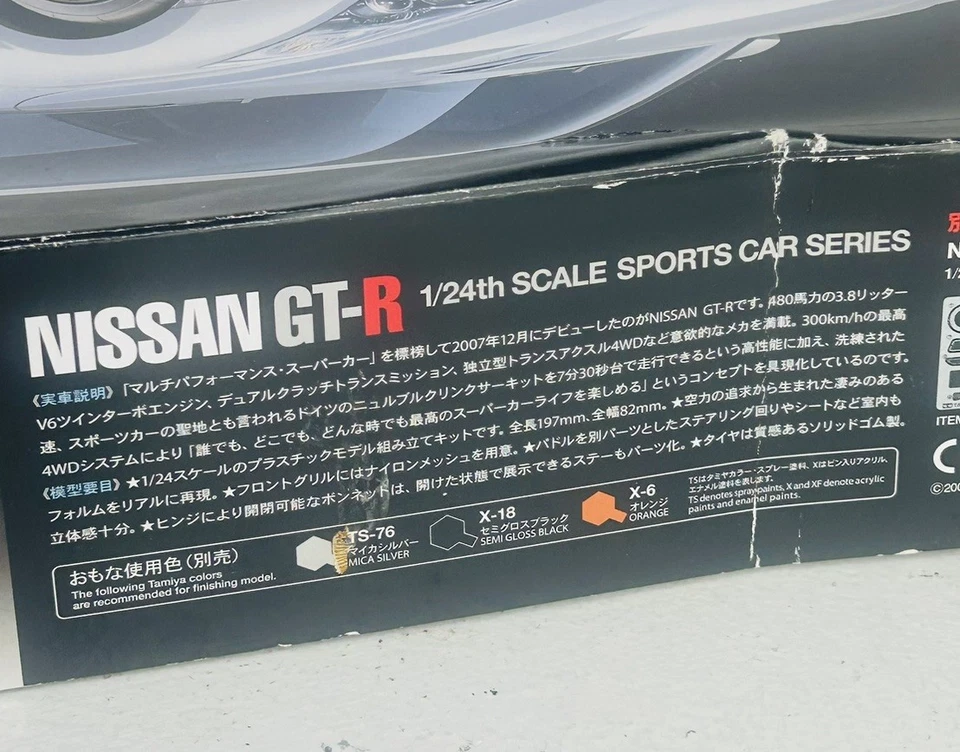 NISSAN GT-R 1/24th SCALE SPORTS CAR SERIES
《実車説明》「マルチパフォーマンス・スーパーカー」を標榜して2007年12月にデビューしたのがNISSAN GT-Rです。480馬力の3.8リッター
V6ツインターボエンジン、デュアルクラッチトランスミッション、独立型トランスアクスル4WDなど意欲的なメカを満載。300km/hの最高
速、スポーツカーの聖地とも言われるドイツのニュルブルクリンクサーキットを7分30秒台で走行できるという高性能に加え、洗練された
4WDシステムにより「誰でも、どこでも、どんな時でも最高のスーパーカーライフを楽しめる」というコンセプトを具現化しているのです。
《模型要目》★1/24スケールのプラスチックモデル組み立てキットです。全長197mm、全幅82mm。★空力の追求から生まれた凄みのある
フォルムをリアルに再現。★フロントグリルにはナイロンメッシュを用意。★パドルを別パーツとしたステアリング回りやシートなど室内も
立体感十分。★ヒンジにより開閉可能なボンネットは、開けた状態で展示できるステーもパーツ化。★タイヤは質感あるソリッドゴム製。
おもな使用色(別売)
The following Tamiya colors
are recommended for finishing model.
TS-76
マイカシルバー
MICA SILVER
X-18
セミグロスブラック
SEMI GLOSS BLACK
X-6
オレンジ
ORANGE
TSはタミヤカラー・スプレー塗料、Xはビン入りアクリル、
エナメル塗料を表します。
TS denotes spraypaints, X and XF denote acrylic
paints and enamel paints.
別
N
1/2
ITEM
C
©200